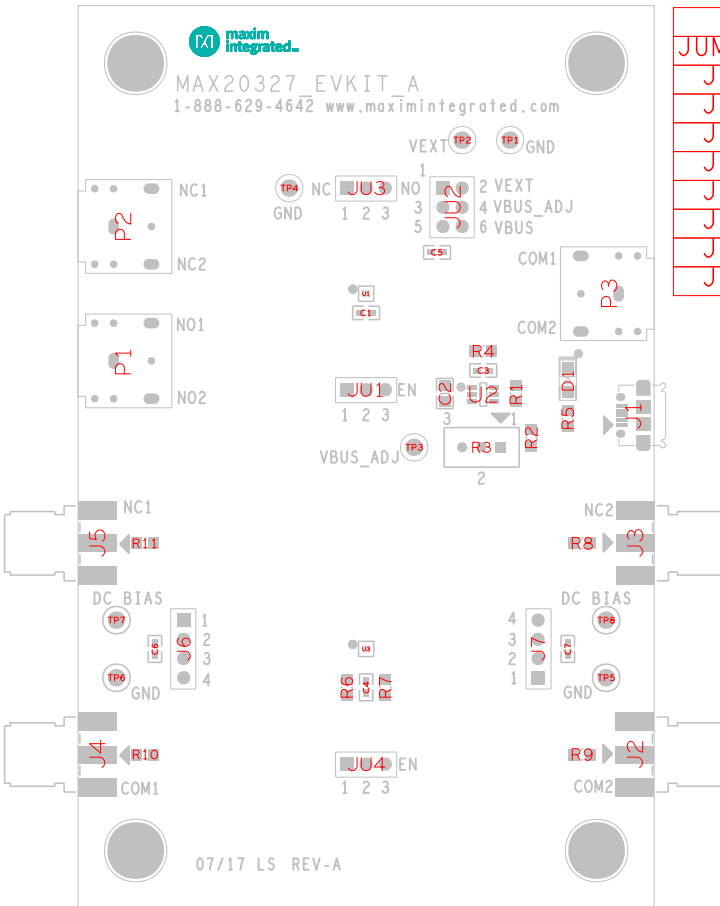 maxim
integrated™
MAX20327_EVKIT_A
1-888-629-4642 www.maximintegrated.com
VEXT TP2 TP1 GND
1
P2 NC1 TP4 NC JU3 NO JU2 2 VEXT
GND 1 2 3 3 4 VBUS_ADJ
5 6 VBUS
NC2 C5 COM1
U1 P3
C1
P1 NO1 COM2
R4
C3 D1
JU1 EN C2 U2 R1 J1
NO2 1 2 3 3 1 R5
R2
VBUS_ADJ TP3 R3
2
NC1 NC2
J5 R11 R8 J3
DC BIAS DC BIAS
TP7 1 4 TP8
C6 J6 2 3 J7 C7
3 U3 2
TP6 4 1 TP5
GND R6 C4 R7 GND
J4 R10 R9 J2
COM1 JU4 EN COM2
1 2 3
07/17 LS REV-A